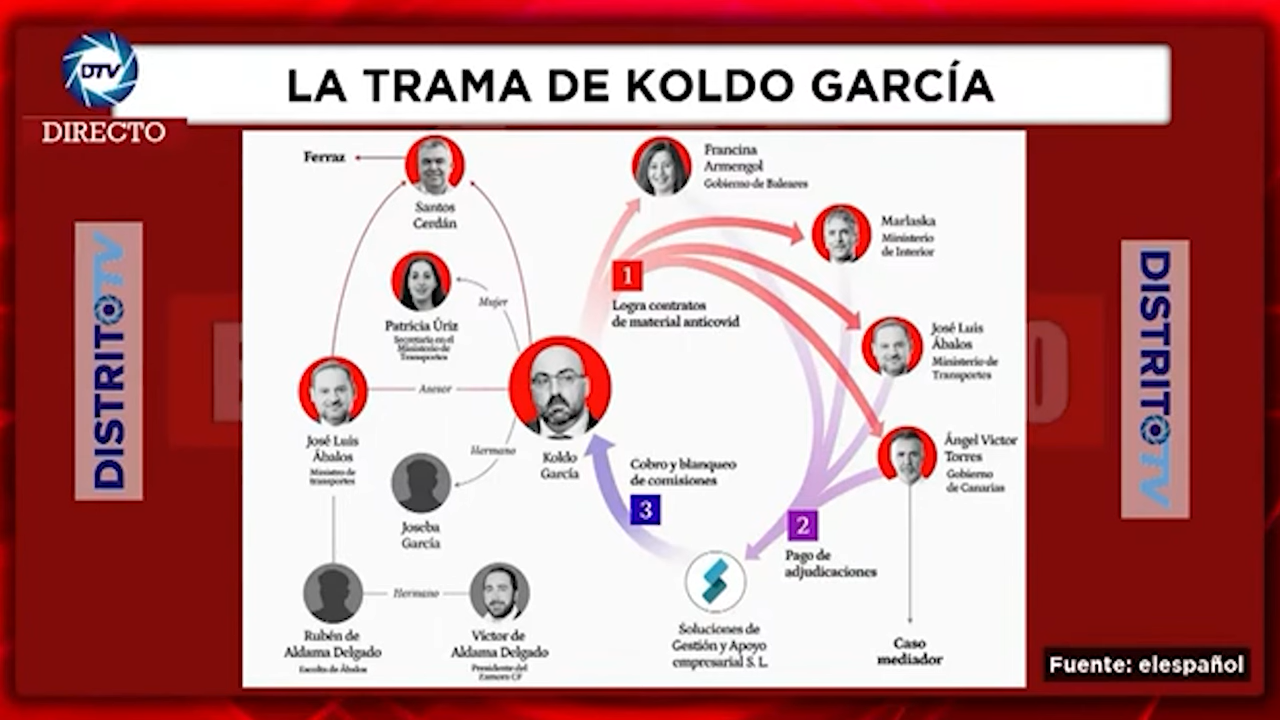 DTV
DIRECTO
LA TRAMA DE KOLDO GARCÍA
DISTRITOTV
Ferraz
Santos
Cerdán
Patricia Úriz
Secretaria en el
Ministerio de
Transportes
Mujer
José Luis
Ábalos
Ministro de
transportes
Asesor
Koldo
García
Hermano
Joseba
García
Rubén de
Aldama Delgado
Escolta de Ábalos
Hermano
Víctor de
Aldama Delgado
Presidente del
Zamora CF
Francina
Armengol
Gobierno de Baleares
Marlaska
Ministerio
de Interior
1
Logra contratos
de material anticovid
José Luis
Ábalos
Ministerio de
Transportes
Ángel Víctor
Torres
Gobierno
de Canarias
2
Pago de
adjudicaciones
3
Cobro y blanqueo
de comisiones
Soluciones de
Gestión y Apoyo
empresarial S. L.
Caso
mediador
DISTRITOTV
Fuente: elespañol